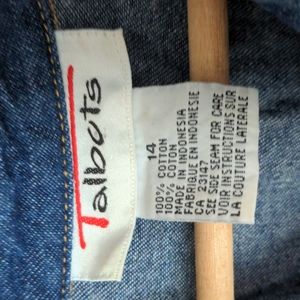 Talbots
14
100% COTTON
100% COTON
MADE IN INDONESIA
FABRIQUE EN INDONESIE
CA 23147
SEE SIDE SEAM FOR CARE
VOIR INSTRUCTIONS SUR
LA COUTURE LATERALE